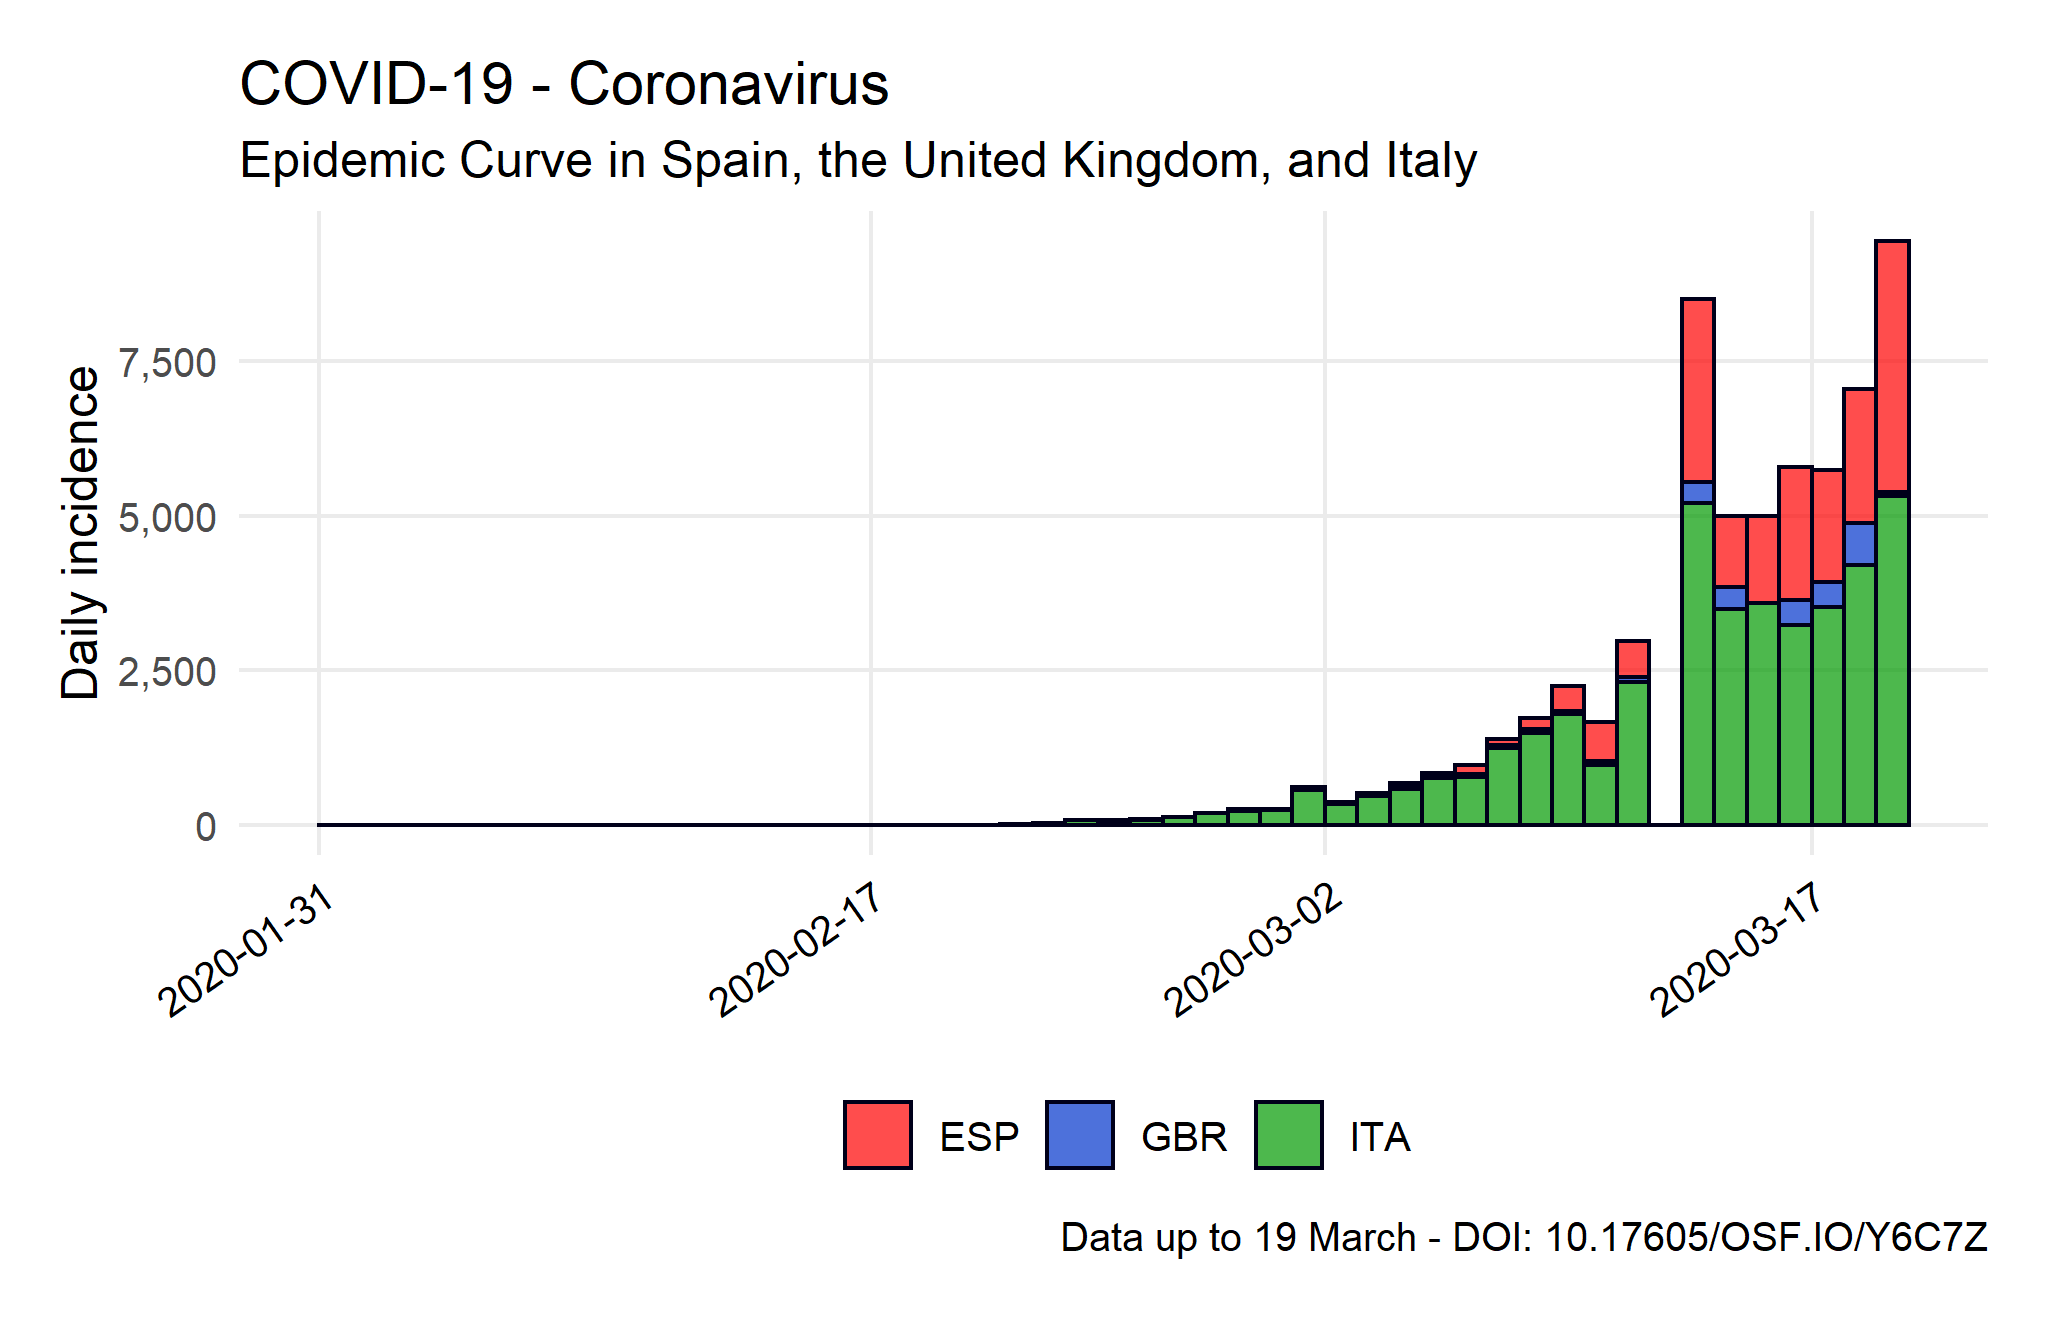 COVID-19 - Coronavirus
Epidemic Curve in Spain, the United Kingdom, and Italy
Daily incidence
7,500
5,000
2,500
0
2020-01-31
2020-02-17
2020-03-02
2020-03-17
ESP
GBR
ITA
Data up to 19 March - DOI: 10.17605/OSF.IO/Y6C7Z